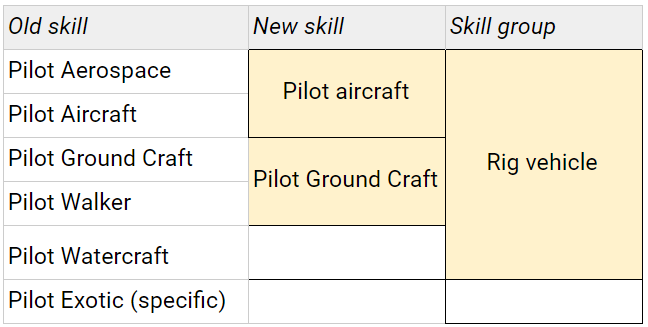 Old skill New skill Skill group
Pilot Aerospace
Pilot aircraft
Pilot Aircraft
Pilot Ground Craft
Rig vehicle
Pilot Ground Craft
Pilot Walker
Pilot Watercraft
Pilot Exotic (specific)